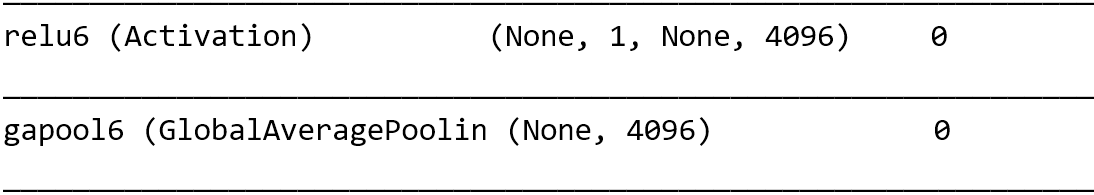 relu6 (Activation) (None, 1, None, 4096) 0
gapool6 (GlobalAveragePoolin (None, 4096) 0